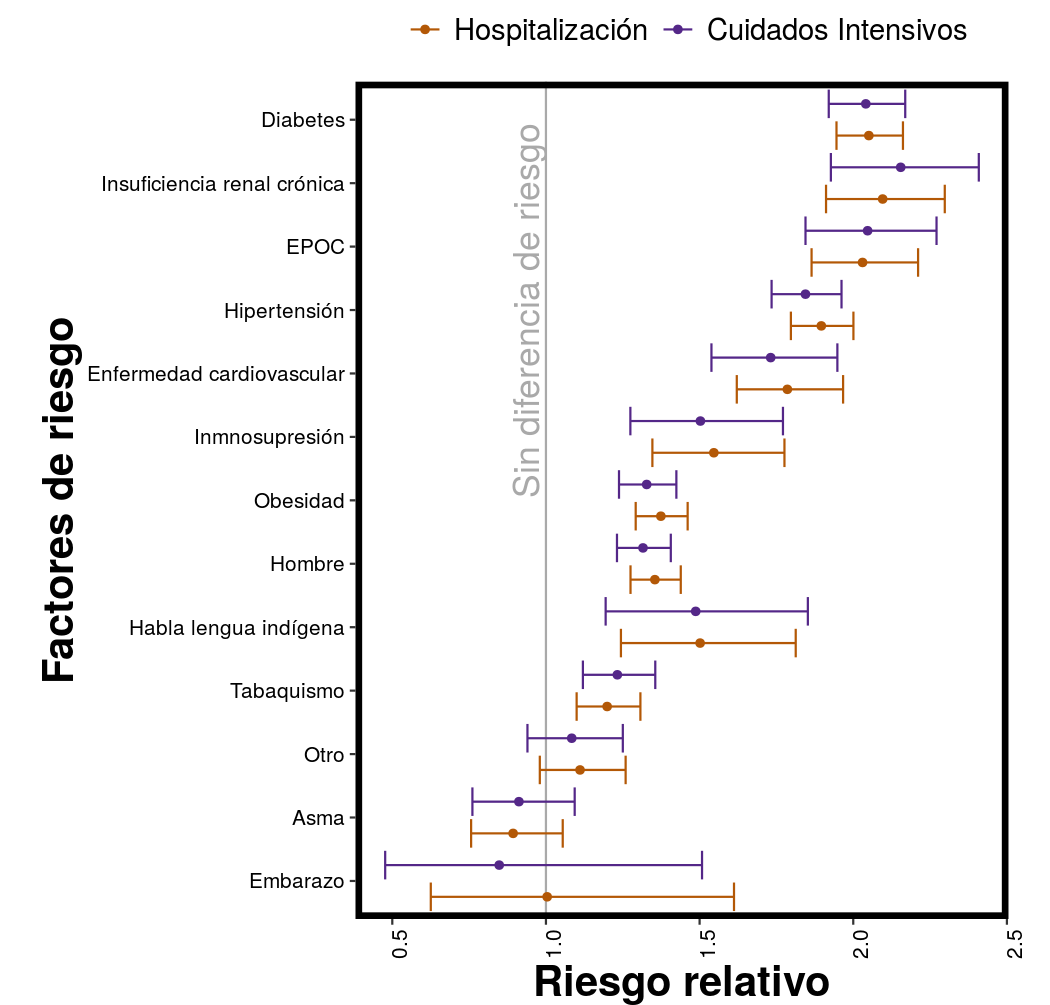 Hospitalización Cuidados Intensivos
Sin diferencia de riesgo
Factores de riesgo
Diabetes
Insuficiencia renal crónica
EPOC
Hipertensión
Enfermedad cardiovascular
Inmnosupresión
Obesidad
Hombre
Habla lengua indígena
Tabaquismo
Otro
Asma
Embarazo
0.5 1.0 1.5 2.0 2.5
Riesgo relativo